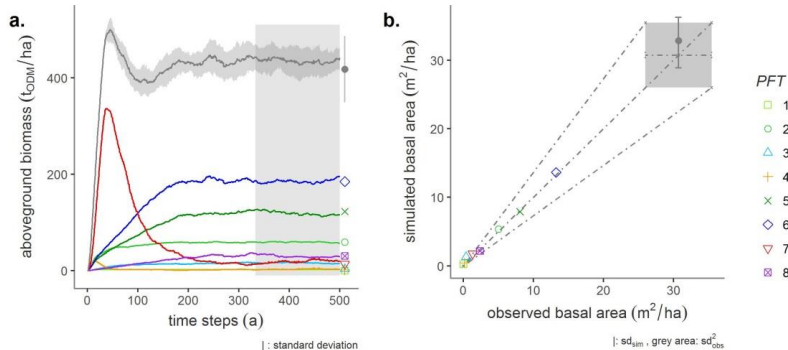 a.
aboveground biomass (t_ODM/ha)
400
200
0
0
100
200
300
400
500
time steps (a)
| : standard deviation
b.
simulated basal area (m²/ha)
30
20
10
0
0
10
20
30
observed basal area (m²/ha)
|: sd_sim , grey area: sd²_obs
PFT
1
2
3
4
5
6
7
8